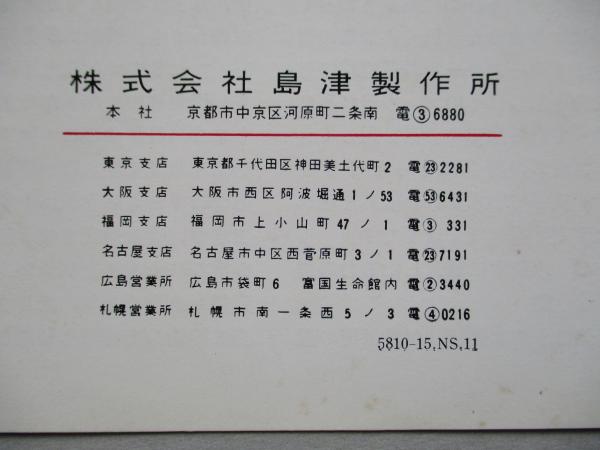 株式会社島津製作所
本社 京都市中京区河原町二条南 電③6880
東京支店 東京都千代田区神田美土代町2 電㉓2281
大阪支店 大阪市西区阿波堀通1ノ53 電53 6431
福岡支店 福岡市上小山町47ノ1 電③331
名古屋支店 名古屋市中区西菅原町3ノ1 電㉓7191
広島営業所 広島市袋町6 富国生命館内 電②3440
札幌営業所 札幌市南一条西5ノ3 電④0216
5810-15,NS,11